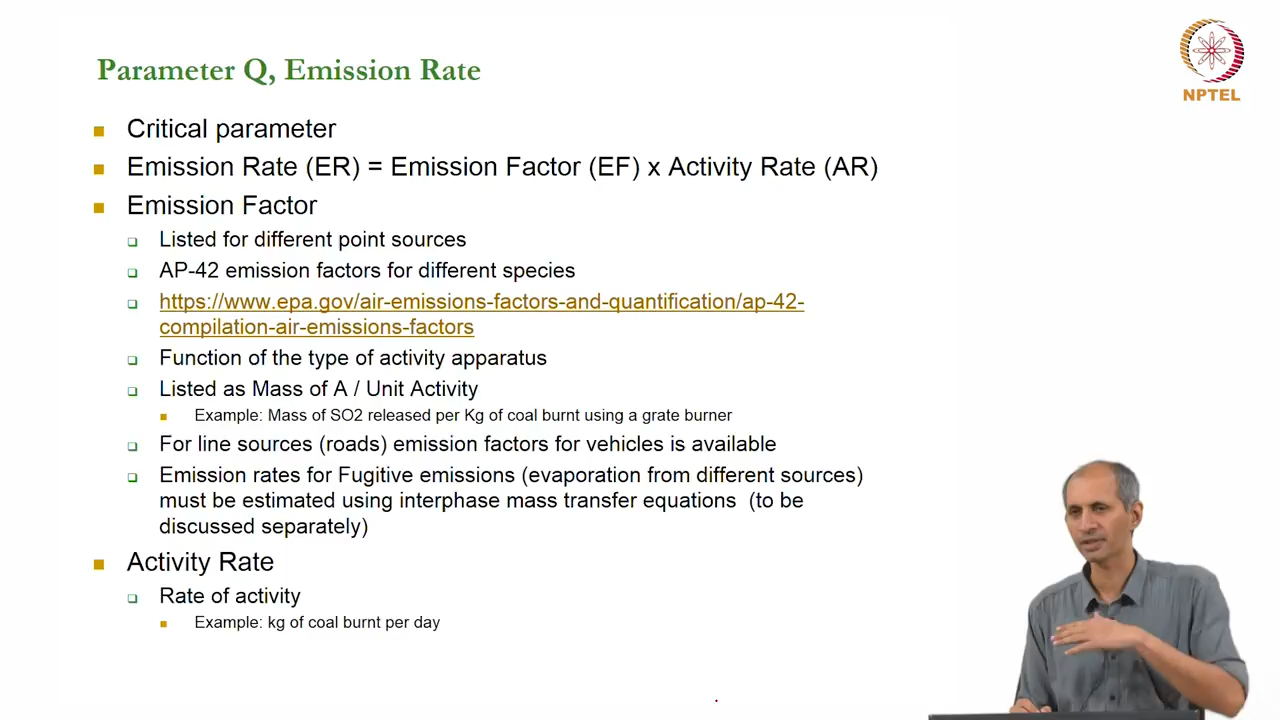 Parameter Q, Emission Rate
NPTEL
Critical parameter
Emission Rate (ER) = Emission Factor (EF) x Activity Rate (AR)
Emission Factor
Listed for different point sources
AP-42 emission factors for different species
https://www.epa.gov/air-emissions-factors-and-quantification/ap-42-
compilation-air-emissions-factors
Function of the type of activity apparatus
Listed as Mass of A / Unit Activity
Example: Mass of SO2 released per Kg of coal burnt using a grate burner
For line sources (roads) emission factors for vehicles is available
Emission rates for Fugitive emissions (evaporation from different sources)
must be estimated using interphase mass transfer equations (to be
discussed separately)
Activity Rate
Rate of activity
Example: kg of coal burnt per day